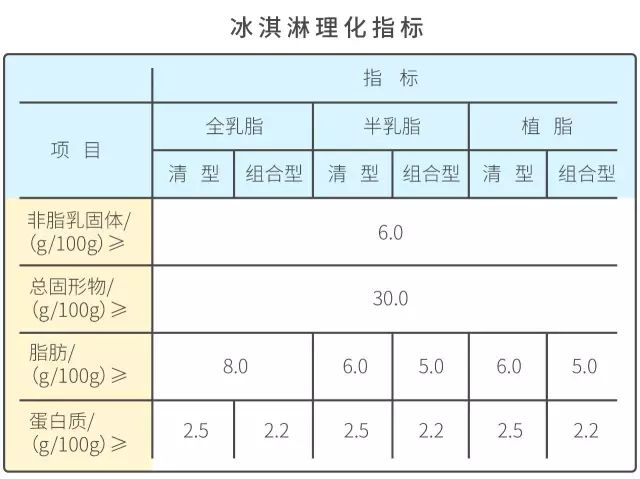 冰淇淋理化指标
项 目
指 标
全乳脂 半乳脂 植 脂
清 型 组合型 清 型 组合型 清 型 组合型
非脂乳固体/
(g/100g)≥
6.0
总固形物/
(g/100g)≥
30.0
脂肪/
(g/100g)≥
8.0 6.0 5.0 6.0 5.0
蛋白质/
(g/100g)≥
2.5 2.2 2.5 2.2 2.5 2.2